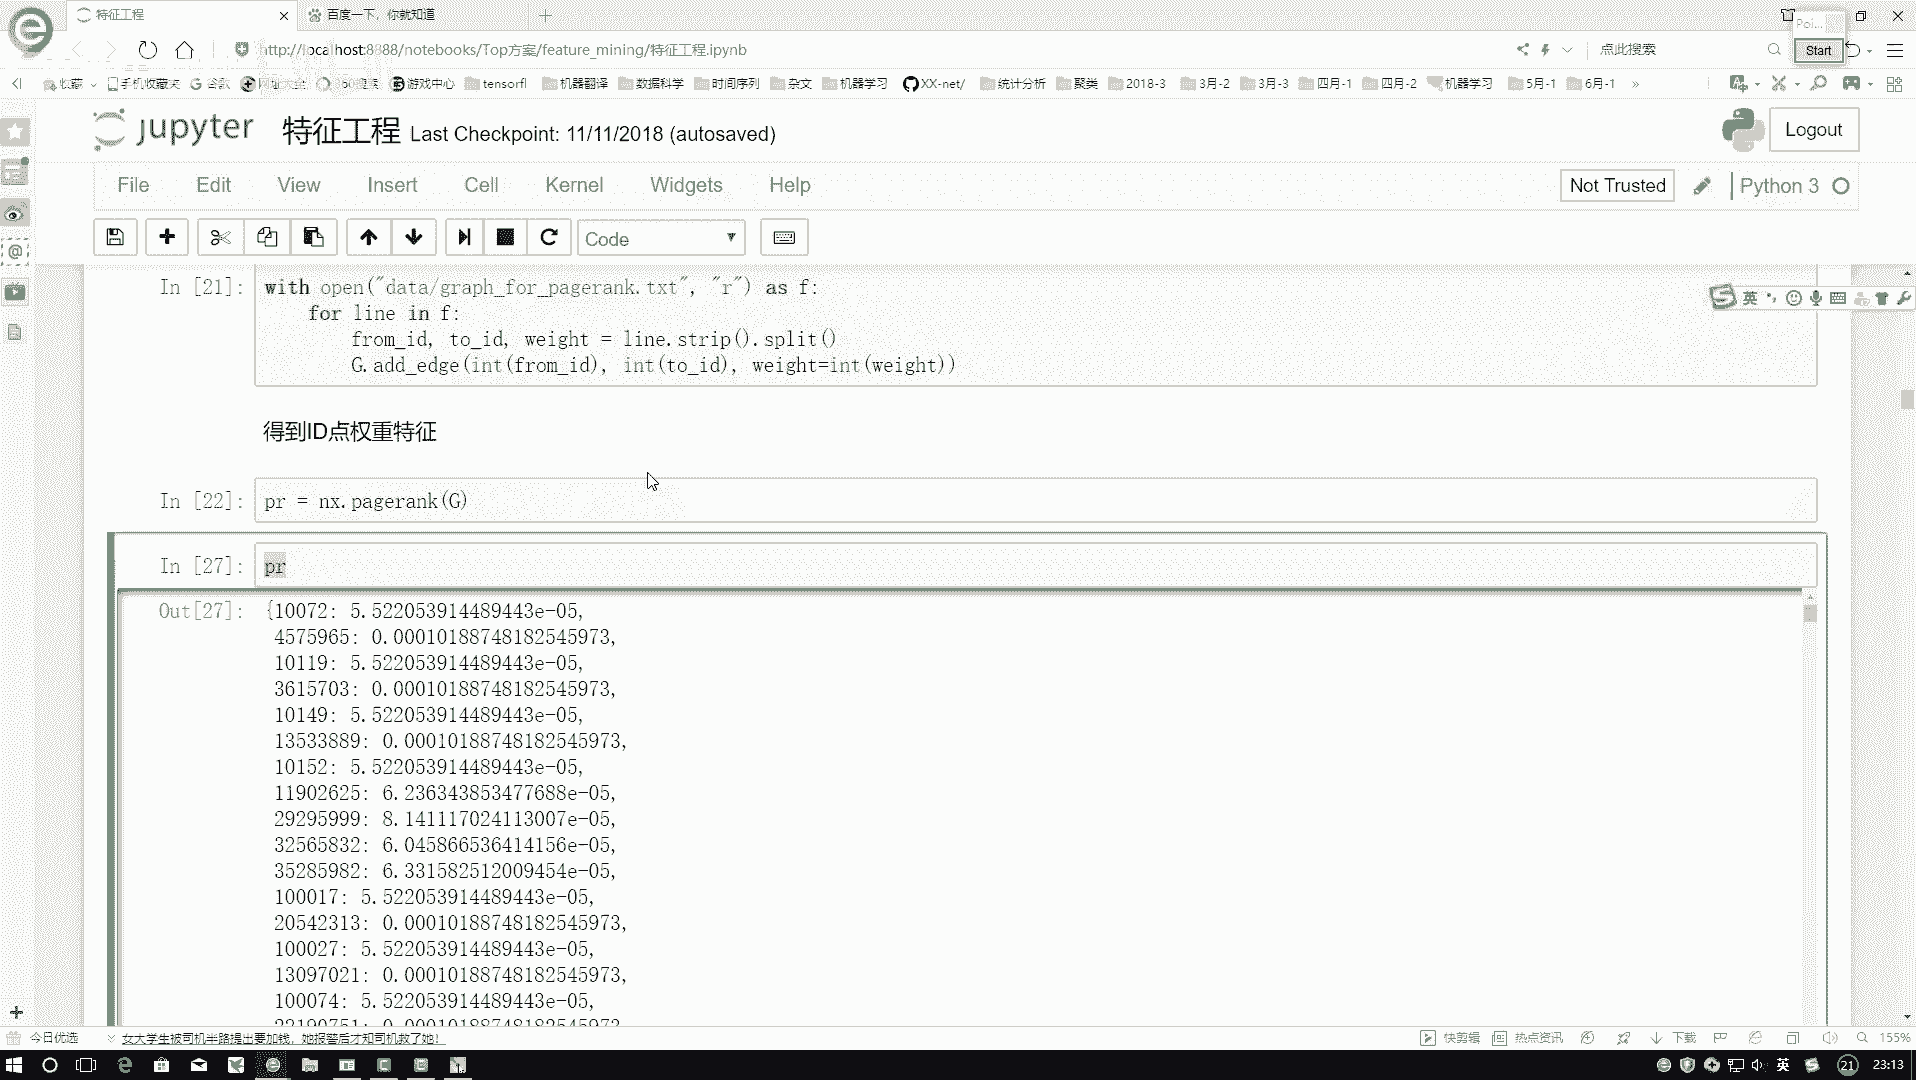 特征工程
百度一下，你就知道
Poi...
http://localhost:8888/notebooks/Top方案/feature_mining/特征工程.ipynb
点此搜索
Start
收藏
手机收藏夹
谷歌
游戏中心
tensorfl
机器翻译
数据科学
时间序列
杂文
机器学习
XX-net/
统计分析
聚类
2018-3
3月-2
3月-3
四月-1
四月-2
机器学习
5月-1
6月-1
»
jupyter 特征工程 Last Checkpoint: 11/11/2018 (autosaved)
Logout
File Edit View Insert Cell Kernel Widgets Help
Not Trusted
Python 3
Code
英
In [21]:
with open("data/graph_for_pagerank.txt", "r") as f:
for line in f:
from_id, to_id, weight = line.strip().split()
G.add_edge(int(from_id), int(to_id), weight=int(weight))
得到ID点权重特征
In [22]: pr = nx.pagerank(G)
In [27]: pr
Out[27]: {10072: 5.522053914489443e-05,
4575965: 0.00010188748182545973,
10119: 5.522053914489443e-05,
3615703: 0.00010188748182545973,
10149: 5.522053914489443e-05,
13533889: 0.00010188748182545973,
10152: 5.522053914489443e-05,
11902625: 6.236343853477688e-05,
29295999: 8.141117024113007e-05,
32565832: 6.045866536414156e-05,
35285982: 6.331582512009454e-05,
100017: 5.522053914489443e-05,
20542313: 0.00010188748182545973,
100027: 5.522053914489443e-05,
13097021: 0.00010188748182545973,
100074: 5.522053914489443e-05,
今日优选
女大学生被司机半路提出要加钱，她报警后才知司机救了她！
快剪辑
热点资讯
下载
155%
英
21
23:13